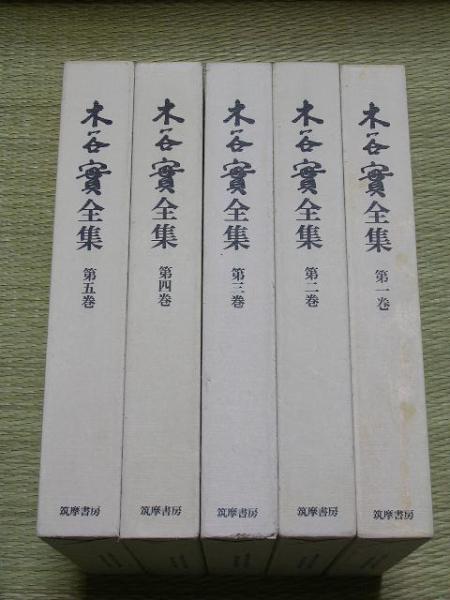 木谷實全集 第一巻 筑摩書房
木谷實全集 第二巻 筑摩書房
木谷實全集 第三巻 筑摩書房
木谷實全集 第四巻 筑摩書房
木谷實全集 第五巻 筑摩書房